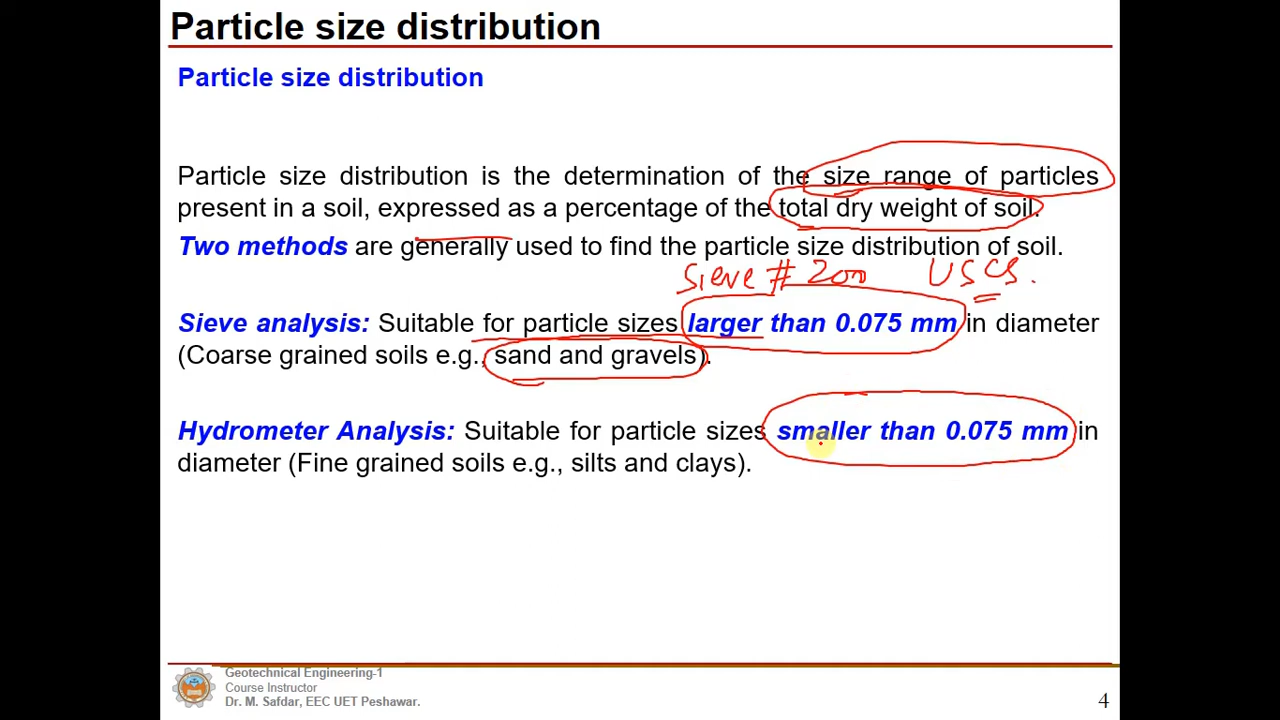 Particle size distribution
Particle size distribution
Particle size distribution is the determination of the size range of particles
present in a soil, expressed as a percentage of the total dry weight of soil.
Two methods are generally used to find the particle size distribution of soil.
Sieve # 200 USCS.
Sieve analysis: Suitable for particle sizes larger than 0.075 mm in diameter
(Coarse grained soils e.g., sand and gravels).
Hydrometer Analysis: Suitable for particle sizes smaller than 0.075 mm in
diameter (Fine grained soils e.g., silts and clays).
Geotechnical Engineering-1
Course Instructor
Dr. M. Safdar, EEC UET Peshawar.
4